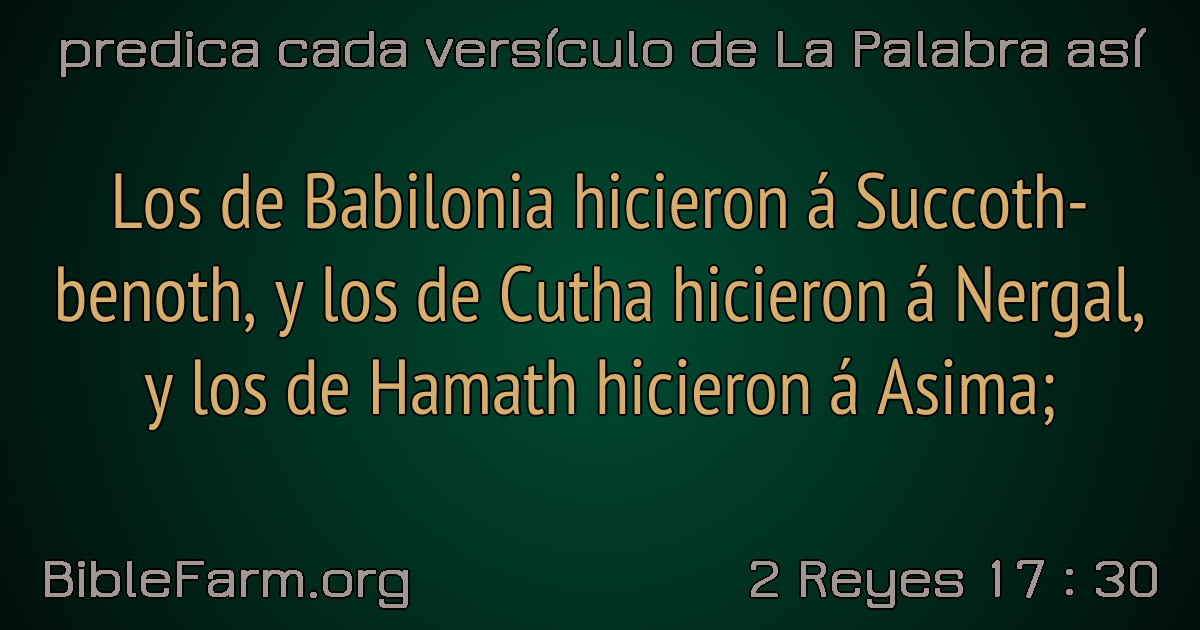 predica cada versículo de La Palabra así
Los de Babilonia hicieron á Succoth-
benoth, y los de Cutha hicieron á Nergal,
y los de Hamath hicieron á Asima;
BibleFarm.org
2 Reyes 17 : 30